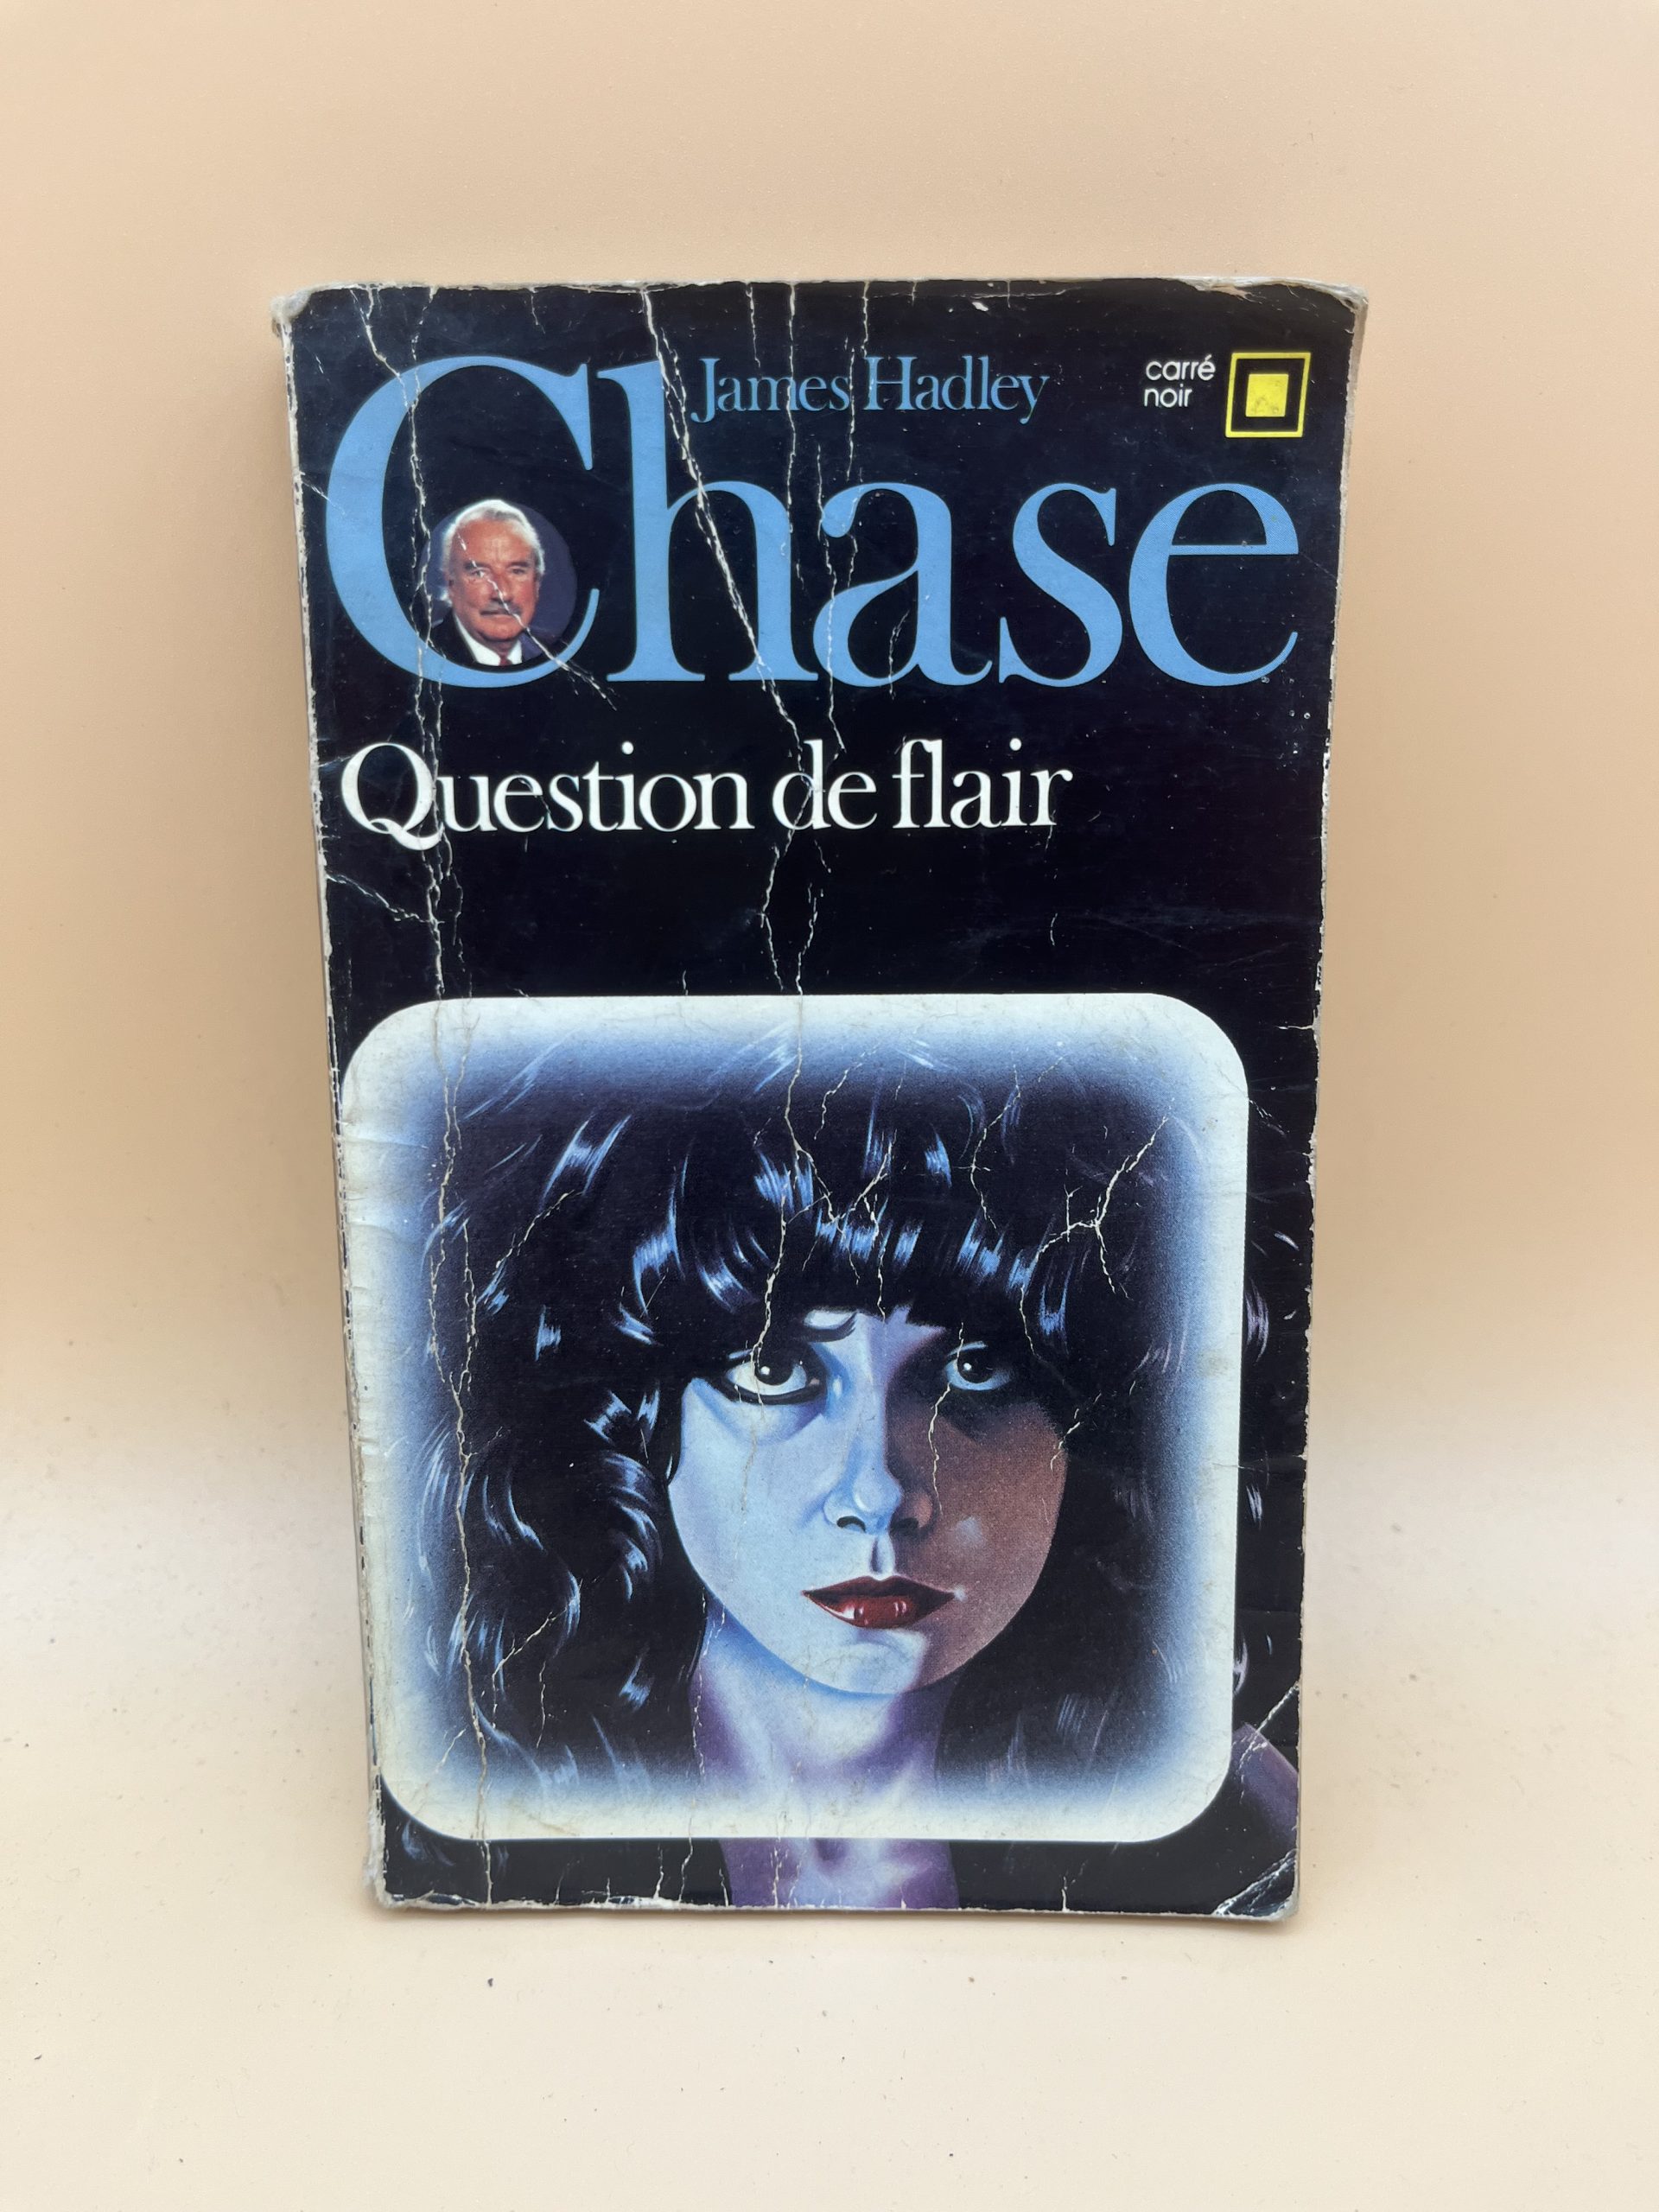 James Hadley
Chase
carré
noir
Question de flair